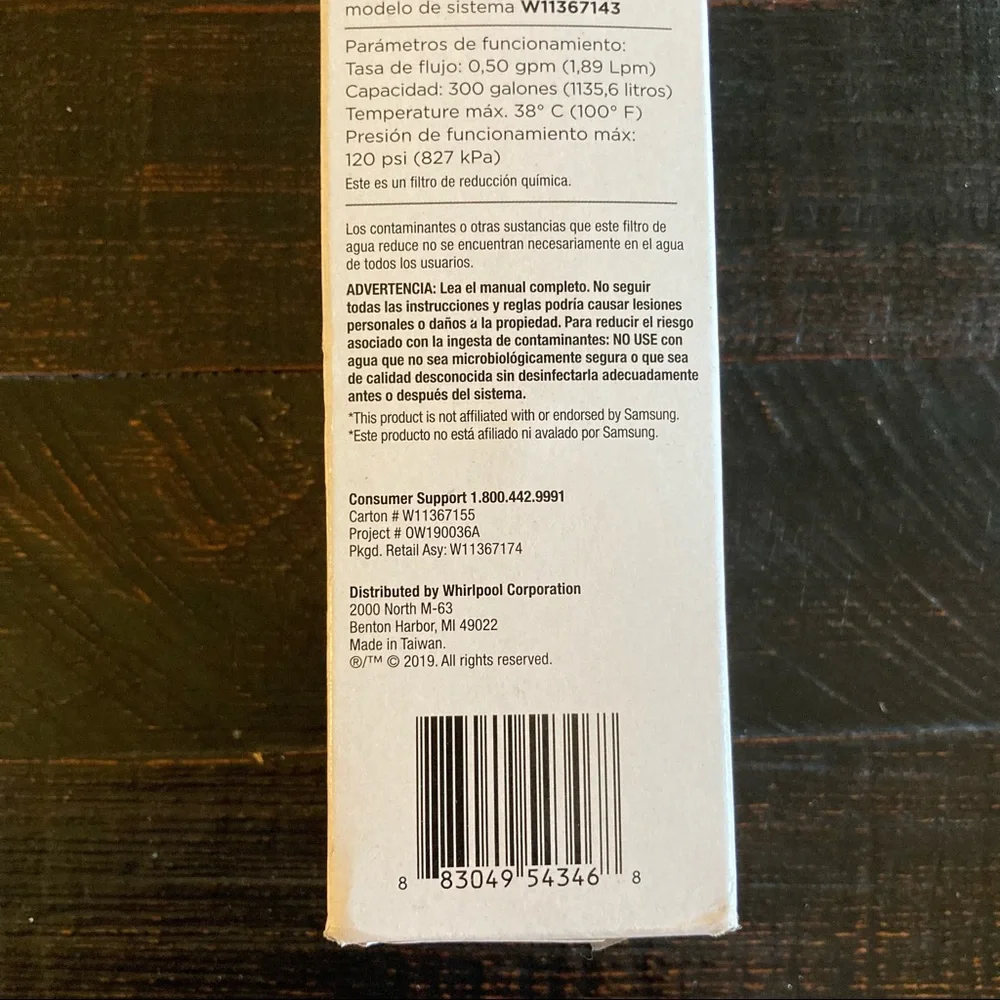 modelo de sistema W11367143
Parámetros de funcionamiento:
Tasa de flujo: 0,50 gpm (1,89 Lpm)
Capacidad: 300 galones (1135,6 litros)
Temperature máx. 38° C (100° F)
Presión de funcionamiento máx:
120 psi (827 kPa)
Este es un filtro de reducción química.
Los contaminantes o otras sustancias que este filtro de
agua reduce no se encuentran necesariamente en el agua
de todos los usuarios.
ADVERTENCIA: Lea el manual completo. No seguir
todas las instrucciones y reglas podría causar lesiones
personales o daños a la propiedad. Para reducir el riesgo
asociado con la ingesta de contaminantes: NO USE con
agua que no sea microbiológicamente segura o que sea
de calidad desconocida sin desinfectarla adecuadamente
antes o después del sistema.
*This product is not affiliated with or endorsed by Samsung.
*Este producto no está afiliado ni avalado por Samsung.
Consumer Support 1.800.442.9991
Carton # W11367155
Project # OW190036A
Pkgd. Retail Asy: W11367174
Distributed by Whirlpool Corporation
2000 North M-63
Benton Harbor, MI 49022
Made in Taiwan.
®/™ © 2019. All rights reserved.
8 83049 54346 8